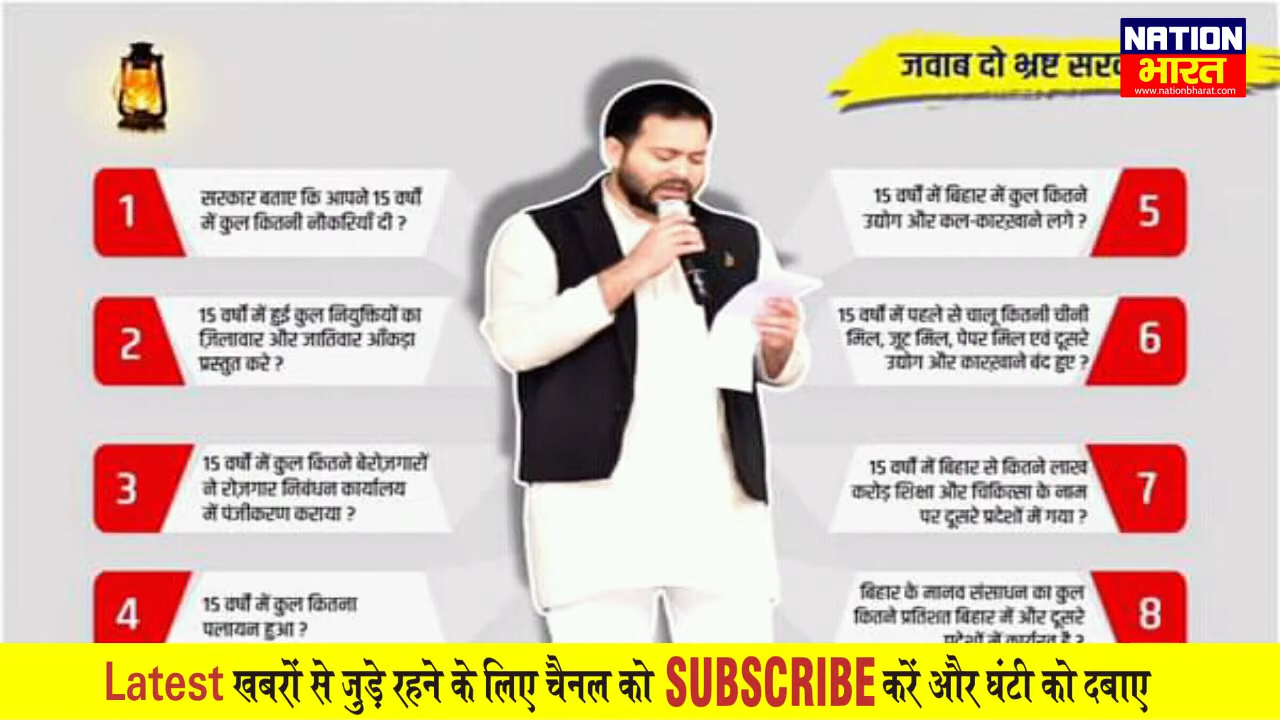 NATION
भारत
www.nationbharat.com
जवाब दो भ्रष्ट
1
सरकार बताए कि आपने 15 वर्षों
में कुल कितनी नौकरियाँ दी ?
2
15 वर्षों में हुई कुल नियुक्तियों का
ज़िलावार और जातिवार आँकड़ा
प्रस्तुत करे ?
3
15 वर्षों में कुल कितने बेरोज़गारों
ने रोज़गार निबंधन कार्यालय
में पंजीकरण कराया ?
4
15 वर्षों में कुल कितना
पलायन हुआ ?
5
15 वर्षों में बिहार में कुल कितने
उद्योग और कल-कारख़ाने लगे ?
6
15 वर्षों में पहले से चालू कितनी चीनी
मिल, जूट मिल, पेपर मिल एवं दूसरे
उद्योग और कारख़ाने बंद हुए ?
7
15 वर्षों में बिहार से कितने लाख
करोड़ शिक्षा और चिकित्सा के नाम
पर दूसरे प्रदेशों में गया ?
8
बिहार के मानव संसाधन का कुल
कितने प्रतिशत बिहार में और दूसरे
प्रदेशों में कार्यरत है ?
Latest खबरों से जुड़े रहने के लिए चैनल को SUBSCRIBE करें और घंटी को दबाए